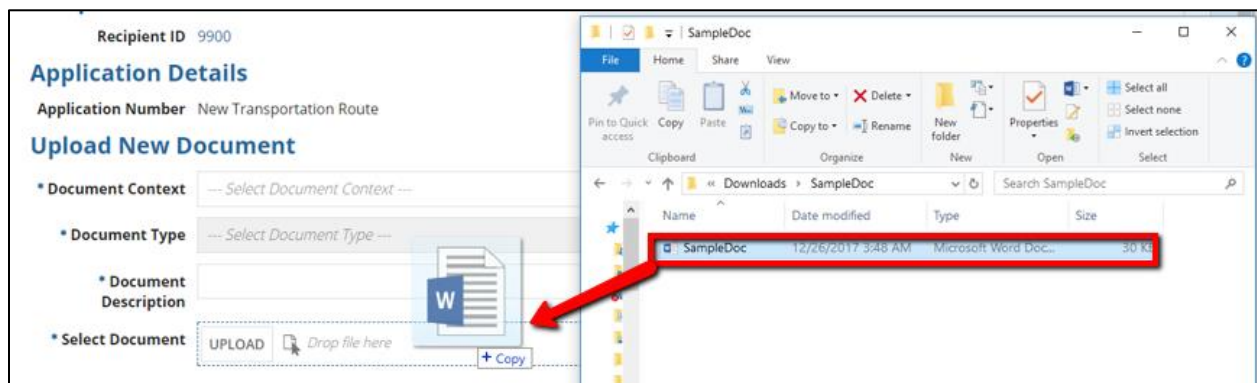 Recipient ID 9900
Application Details
Application Number New Transportation Route
Upload New Document
* Document Context --- Select Document Context ---
* Document Type --- Select Document Type ---
* Document
Description
* Select Document UPLOAD Drop file here
W
+ Copy
SampleDoc
File Home Share View
Pin to Quick
access
Copy
Paste
Move to
Copy to
Delete
Rename
New
folder
Properties
Select all
Select none
Invert selection
Clipboard Organize New Open Select
« Downloads › SampleDoc Search SampleDoc
Name Date modified Type Size
SampleDoc 12/26/2017 3:48 AM Microsoft Word Doc... 30 KB